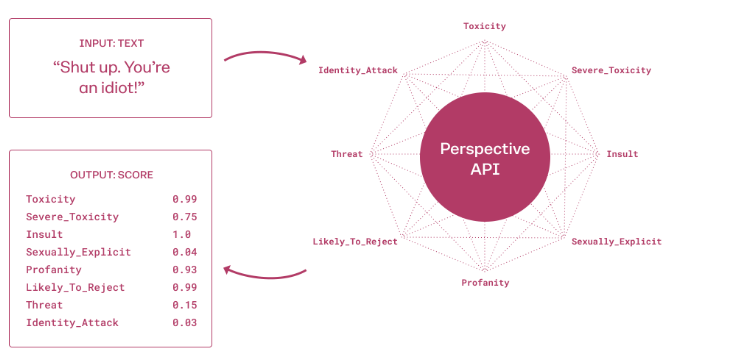 INPUT: TEXT
“Shut up. You’re
an idiot!”
OUTPUT: SCORE
Toxicity 0.99
Severe_Toxicity 0.75
Insult 1.0
Sexually_Explicit 0.04
Profanity 0.93
Likely_To_Reject 0.99
Threat 0.15
Identity_Attack 0.03
Toxicity
Identity_Attack
Severe_Toxicity
Threat
Perspective
API
Insult
Likely_To_Reject
Sexually_Explicit
Profanity